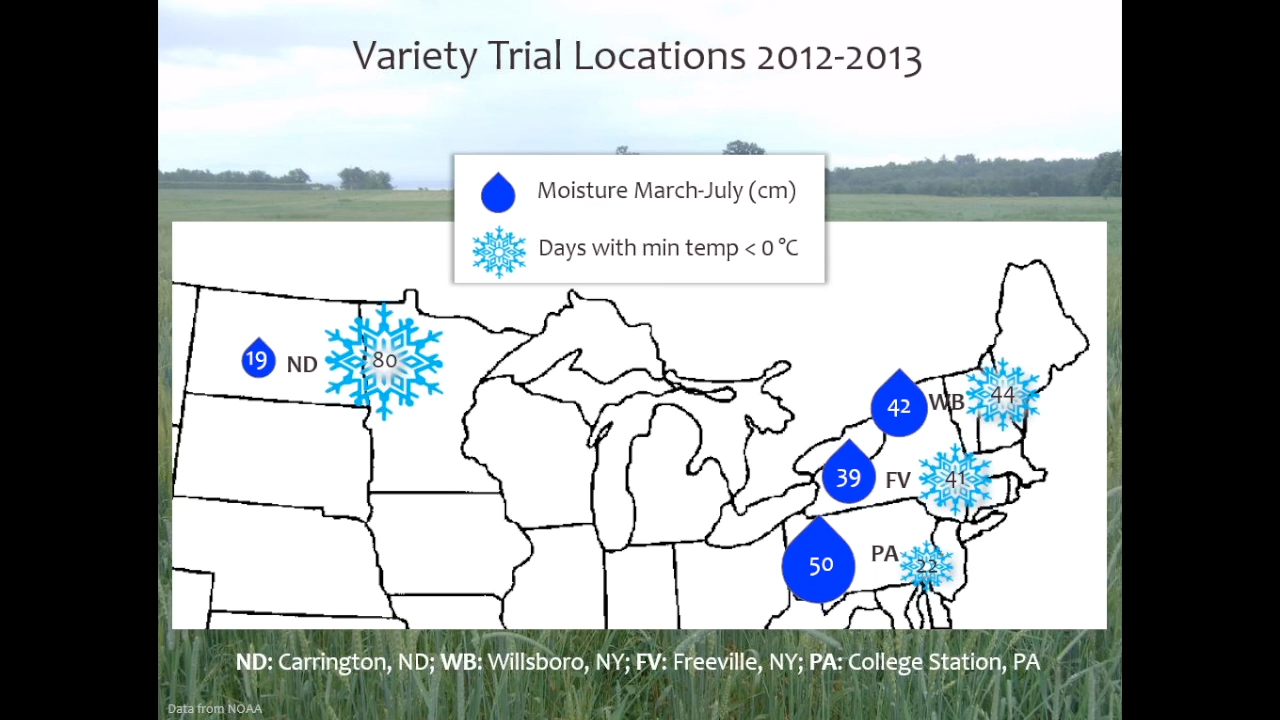 Variety Trial Locations 2012-2013
Moisture March-July (cm)
Days with min temp < 0 °C
19 ND 80
42 WB 44
39 FV 41
50 PA 22
ND: Carrington, ND; WB: Willsboro, NY; FV: Freeville, NY; PA: College Station, PA
Data from NOAA